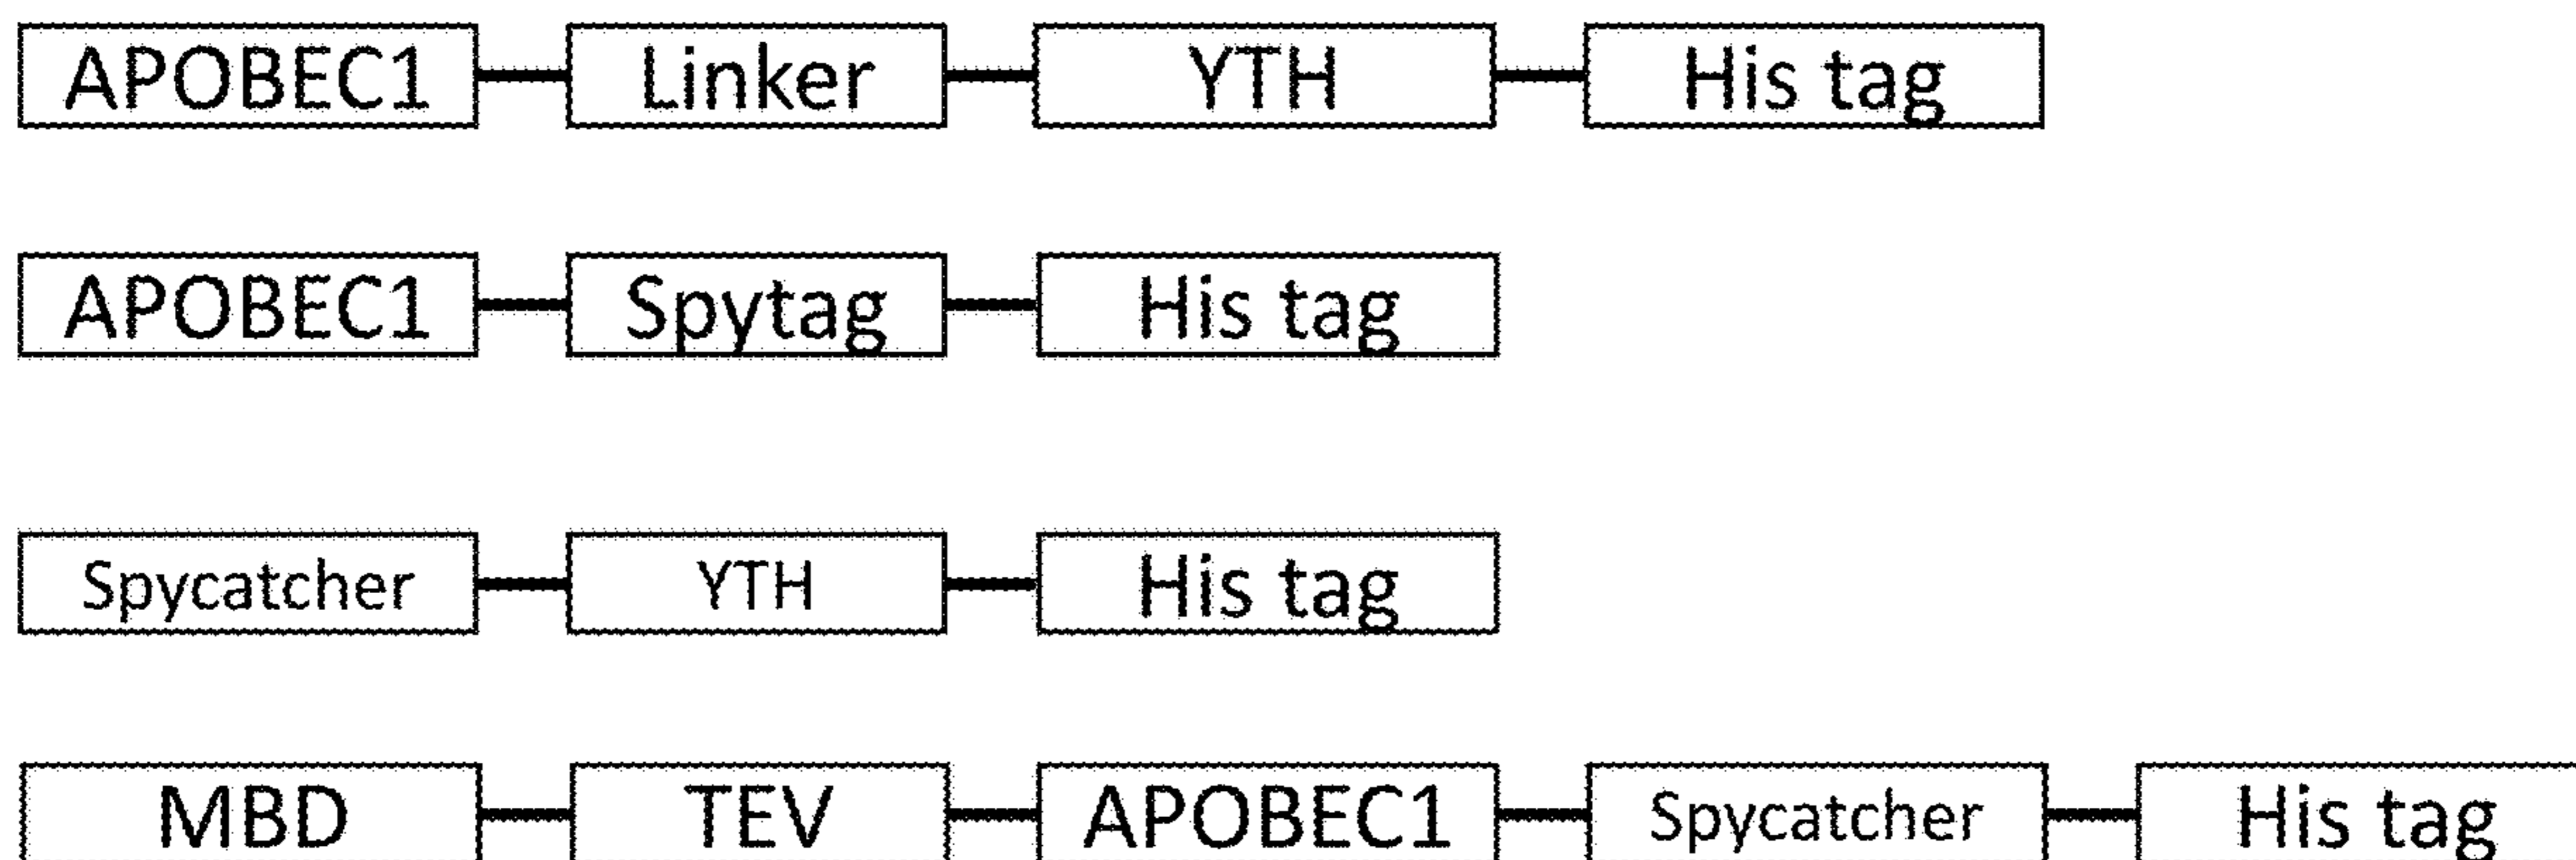 APOBEC1 Linker YTH His tag
APOBEC1 Spytag His tag
Spycatcher YTH His tag
MBD TEV APOBEC1 Spycatcher His tag